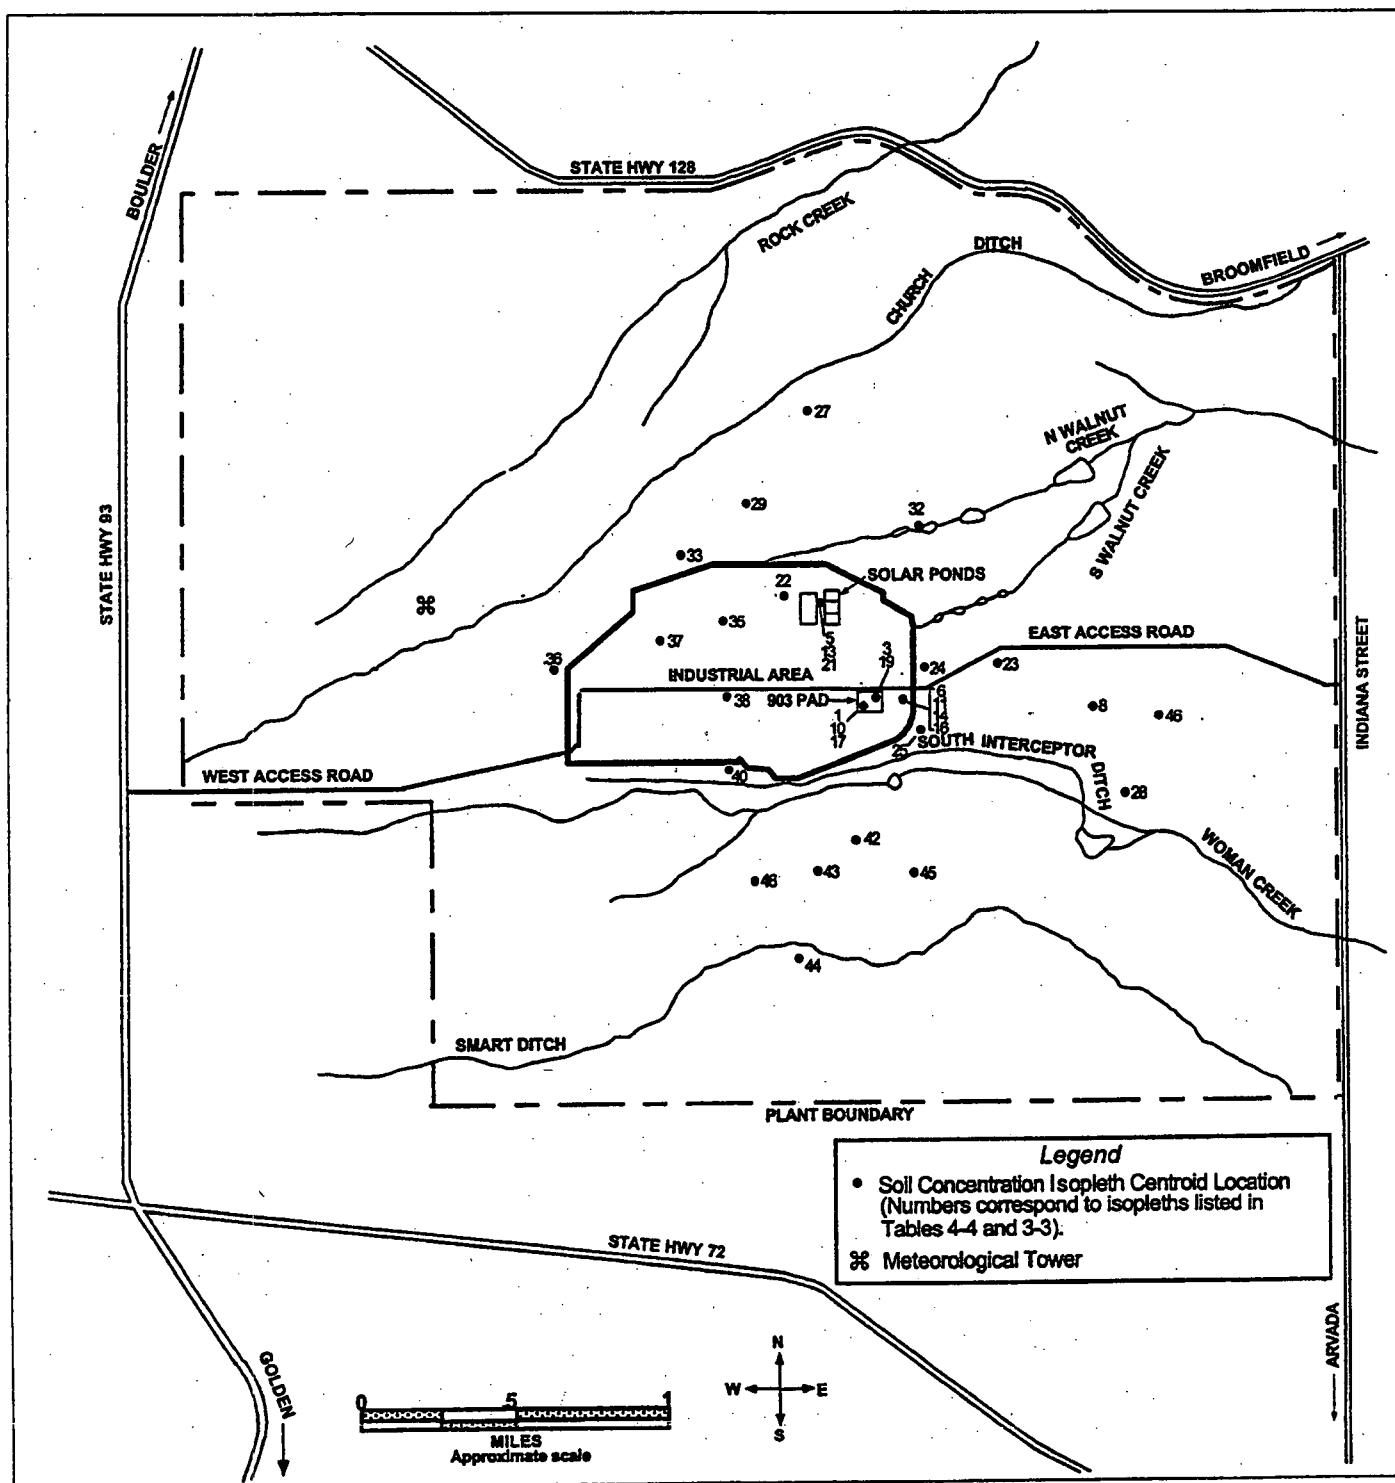 BOULDER
STATE HWY 128
ROCK CREEK
DITCH
CHURCH
BROOMFIELD
27
N WALNUT
CREEK
S WALNUT CREEK
STATE HWY 93
29
32
33
22
SOLAR PONDS
35
37
5
13
21
36
EAST ACCESS ROAD
INDIANA STREET
INDUSTRIAL AREA
3
19
24
23
38
903 PAD
1
10
17
6
11
14
16
8
46
25
SOUTH INTERCEPTOR
DITCH
WEST ACCESS ROAD
40
28
42
43
45
46
WOMAN CREEK
44
SMART DITCH
PLANT BOUNDARY
Legend
Soil Concentration Isopleth Centroid Location
(Numbers correspond to isopleths listed in
Tables 4-4 and 3-3).
Meteorological Tower
STATE HWY 72
GOLDEN
ARVADA
N
W E
S
0 .5 1
MILES
Approximate scale